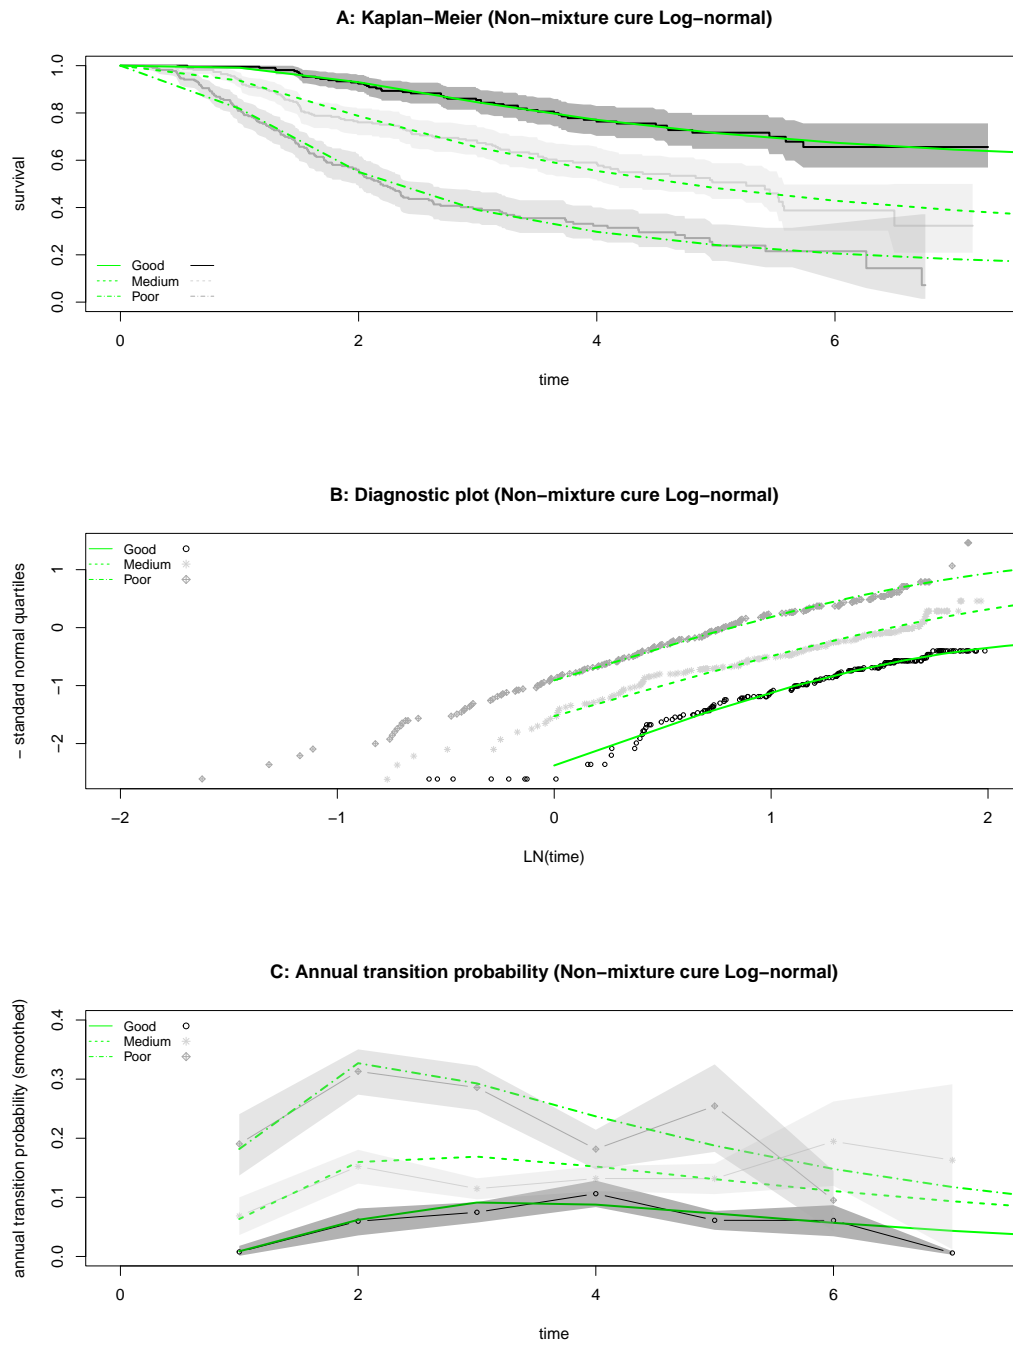 A: Kaplan−Meier (Non−mixture cure Log−normal)
survival
1.0
0.8
0.6
0.4
0.2
0.0
Good
Medium
Poor
0 2 4 6
time
B: Diagnostic plot (Non−mixture cure Log−normal)
− standard normal quartiles
1
0
−1
−2
Good
Medium
Poor
−2 −1 0 1 2
LN(time)
C: Annual transition probability (Non−mixture cure Log−normal)
annual transition probability (smoothed)
0.4
0.3
0.2
0.1
0.0
Good
Medium
Poor
0 2 4 6
time